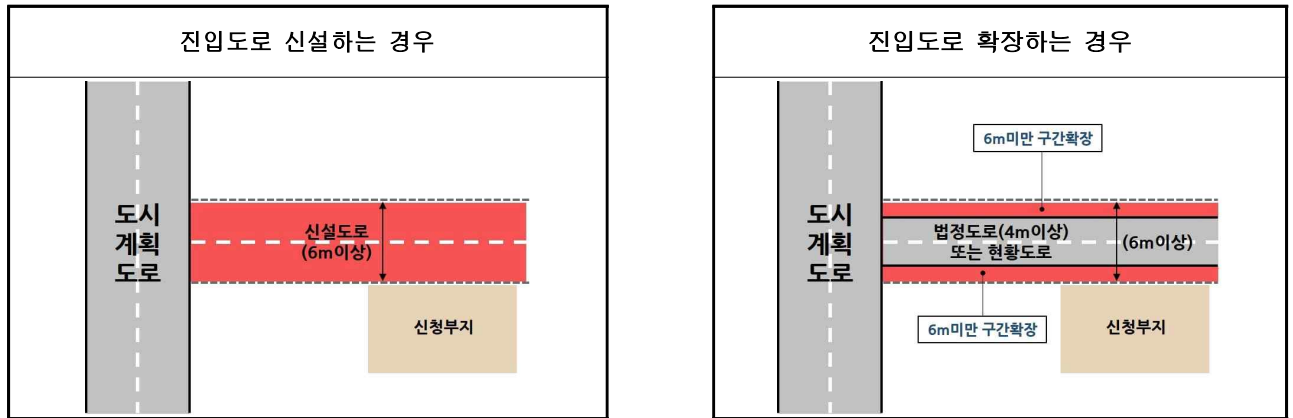 진입도로 신설하는 경우
도시
계획
도로
신설도로
(6m이상)
신청부지
진입도로 확장하는 경우
6m미만 구간확장
도시
계획
도로
법정도로(4m이상)
또는 현황도로
(6m이상)
6m미만 구간확장
신청부지